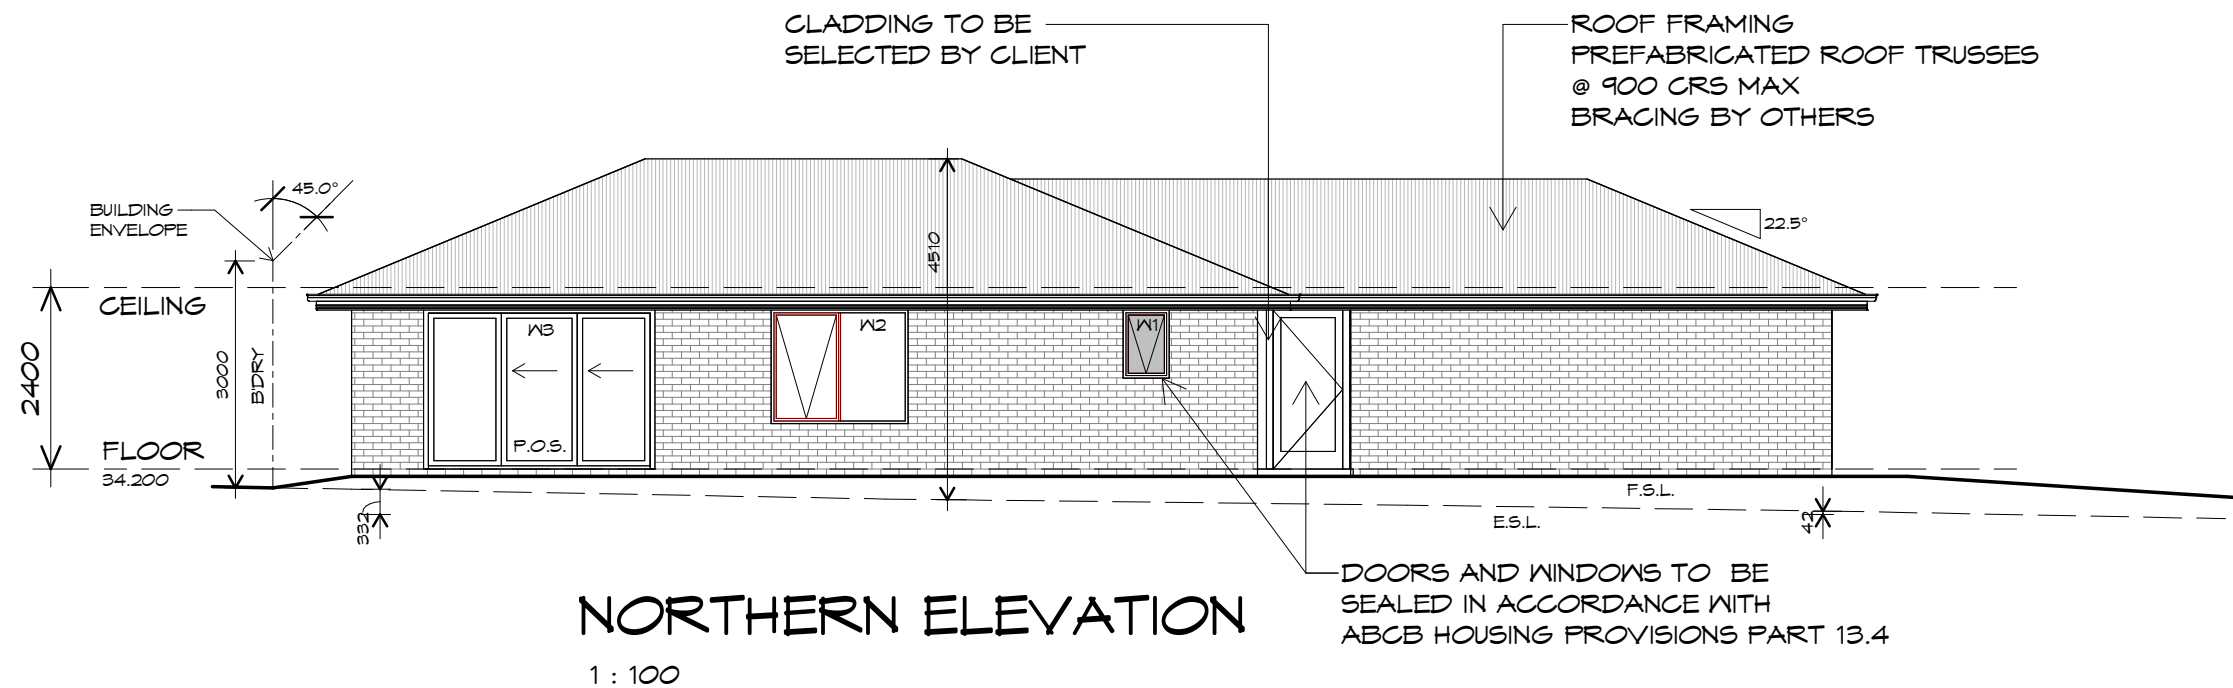 CLADDING TO BE
SELECTED BY CLIENT
ROOF FRAMING
PREFABRICATED ROOF TRUSSES
@ 900 CRS MAX
BRACING BY OTHERS
45.0°
BUILDING
ENVELOPE
22.5°
4510
CEILING
2400
3000
B'DRY
W3
W2
W1
P.O.S.
FLOOR
34.200
F.S.L.
E.S.L.
332
42
DOORS AND WINDOWS TO BE
SEALED IN ACCORDANCE WITH
ABCB HOUSING PROVISIONS PART 13.4
NORTHERN ELEVATION
1 : 100